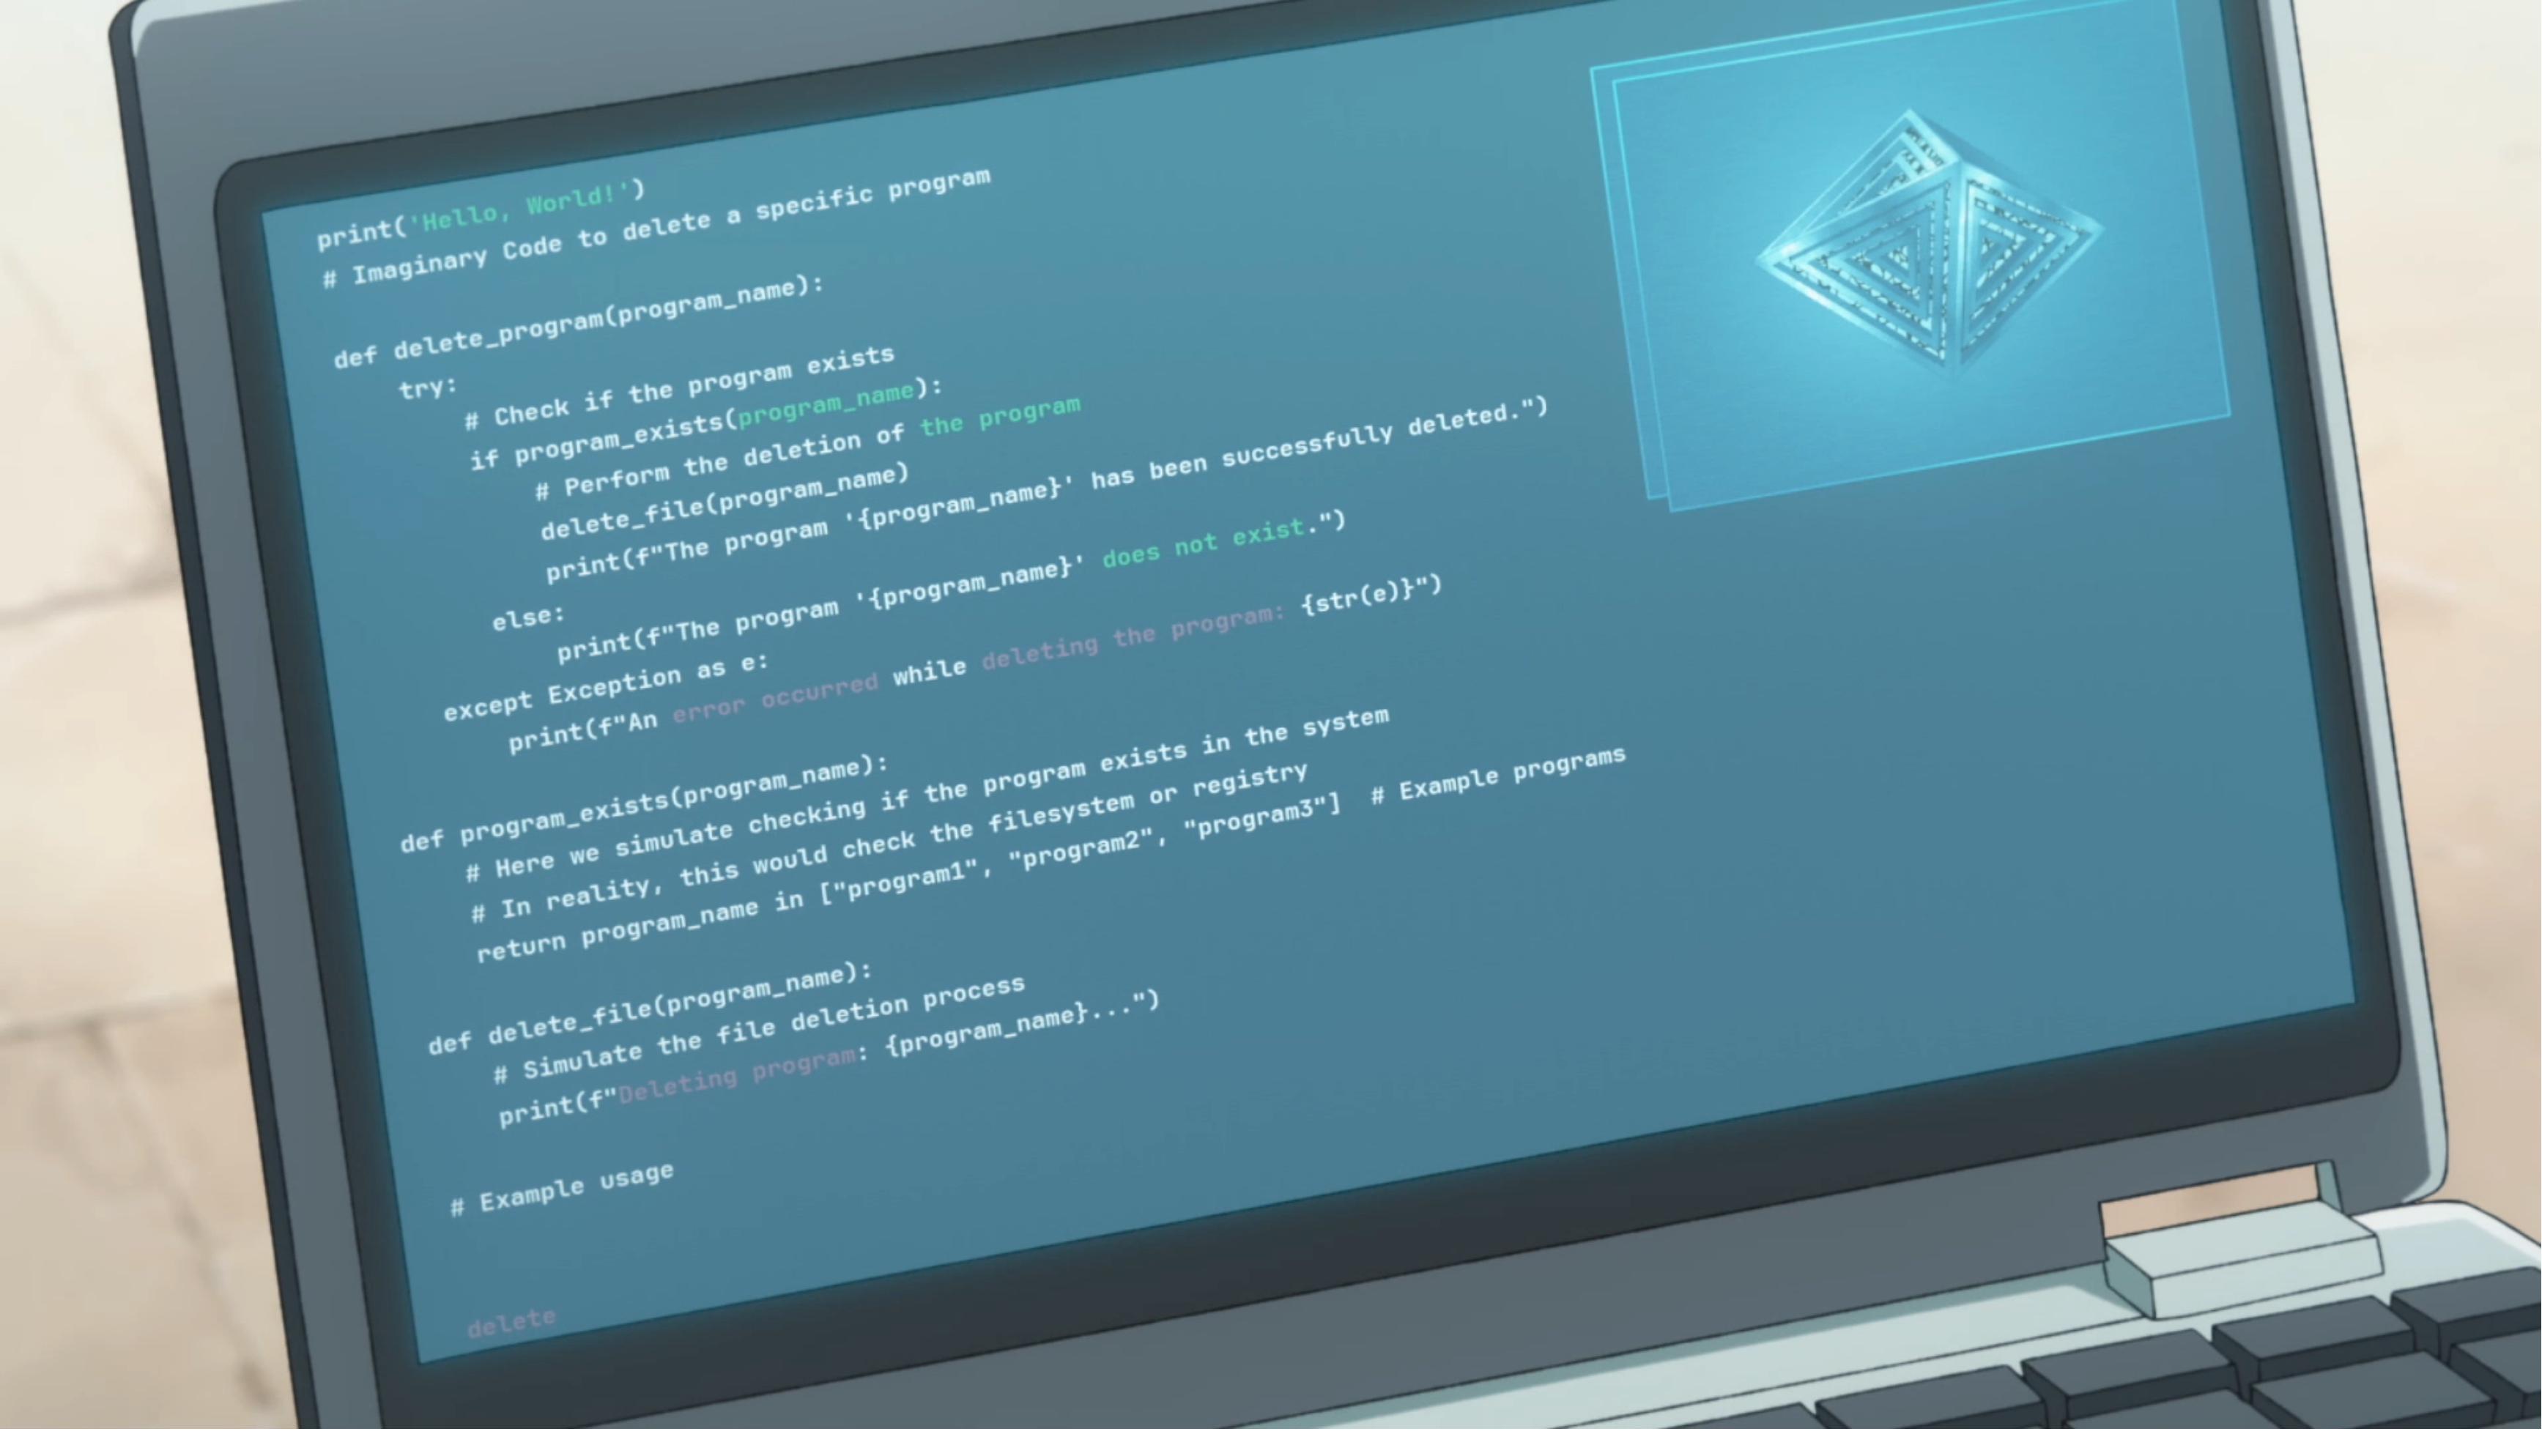 print('Hello, World!')
# Imaginary Code to delete a specific program
def delete_program(program_name):
try:
# Check if the program exists
if program_exists(program_name):
# Perform the deletion of the program
delete_file(program_name)
print(f"The program '{program_name}' has been successfully deleted.")
else:
print(f"The program '{program_name}' does not exist.")
except Exception as e:
print(f"An error occurred while deleting the program: {str(e)}")
def program_exists(program_name):
# Here we simulate checking if the program exists in the system
# In reality, this would check the filesystem or registry
return program_name in ["program1", "program2", "program3"]  # Example programs
def delete_file(program_name):
# Simulate the file deletion process
print(f"Deleting program: {program_name}...")
# Example usage
delete